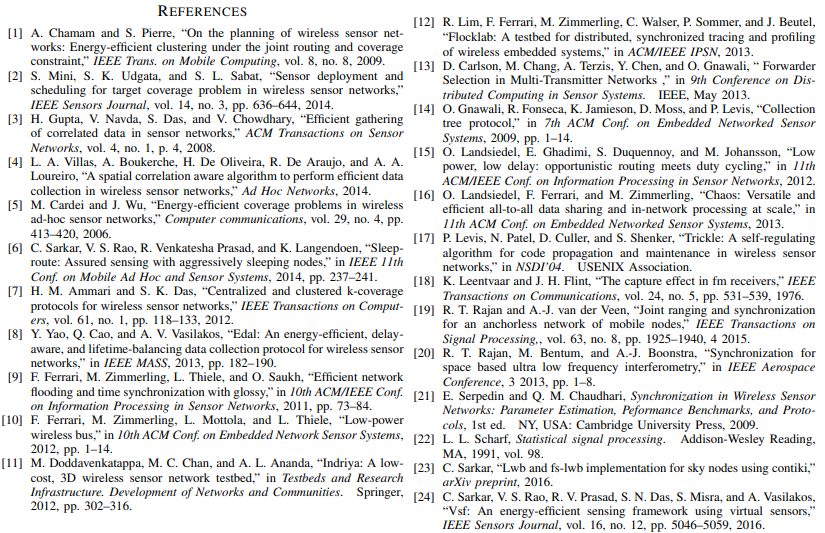 REFERENCES
[1] A. Chamam and S. Pierre, “On the planning of wireless sensor net-
works: Energy-efficient clustering under the joint routing and coverage
constraint,” IEEE Trans. on Mobile Computing, vol. 8, no. 8, 2009.
[2] S. Mini, S. K. Udgata, and S. L. Sabat, “Sensor deployment and
scheduling for target coverage problem in wireless sensor networks,”
IEEE Sensors Journal, vol. 14, no. 3, pp. 636–644, 2014.
[3] H. Gupta, V. Navda, S. Das, and V. Chowdhary, “Efficient gathering
of correlated data in sensor networks,” ACM Transactions on Sensor
Networks, vol. 4, no. 1, p. 4, 2008.
[4] L. A. Villas, A. Boukerche, H. De Oliveira, R. De Araujo, and A. A.
Loureiro, “A spatial correlation aware algorithm to perform efficient data
collection in wireless sensor networks,” Ad Hoc Networks, 2014.
[5] M. Cardei and J. Wu, “Energy-efficient coverage problems in wireless
ad-hoc sensor networks,” Computer communications, vol. 29, no. 4, pp.
413–420, 2006.
[6] C. Sarkar, V. S. Rao, R. Venkatesha Prasad, and K. Langendoen, “Sleep-
route: Assured sensing with aggressively sleeping nodes,” in IEEE 11th
Conf. on Mobile Ad Hoc and Sensor Systems, 2014, pp. 237–241.
[7] H. M. Ammari and S. K. Das, “Centralized and clustered k-coverage
protocols for wireless sensor networks,” IEEE Transactions on Comput-
ers, vol. 61, no. 1, pp. 118–133, 2012.
[8] Y. Yao, Q. Cao, and A. V. Vasilakos, “Edal: An energy-efficient, delay-
aware, and lifetime-balancing data collection protocol for wireless sensor
networks,” in IEEE MASS, 2013, pp. 182–190.
[9] F. Ferrari, M. Zimmerling, L. Thiele, and O. Saukh, “Efficient network
flooding and time synchronization with glossy,” in 10th ACM/IEEE Conf.
on Information Processing in Sensor Networks, 2011, pp. 73–84.
[10] F. Ferrari, M. Zimmerling, L. Mottola, and L. Thiele, “Low-power
wireless bus,” in 10th ACM Conf. on Embedded Network Sensor Systems,
2012, pp. 1–14.
[11] M. Doddavenkatappa, M. C. Chan, and A. L. Ananda, “Indriya: A low-
cost, 3D wireless sensor network testbed,” in Testbeds and Research
Infrastructure. Development of Networks and Communities. Springer,
2012, pp. 302–316.
[12] R. Lim, F. Ferrari, M. Zimmerling, C. Walser, P. Sommer, and J. Beutel,
“Flocklab: A testbed for distributed, synchronized tracing and profiling
of wireless embedded systems,” in ACM/IEEE IPSN, 2013.
[13] D. Carlson, M. Chang, A. Terzis, Y. Chen, and O. Gnawali, “ Forwarder
Selection in Multi-Transmitter Networks ,” in 9th Conference on Dis-
tributed Computing in Sensor Systems. IEEE, May 2013.
[14] O. Gnawali, R. Fonseca, K. Jamieson, D. Moss, and P. Levis, “Collection
tree protocol,” in 7th ACM Conf. on Embedded Networked Sensor
Systems, 2009, pp. 1–14.
[15] O. Landsiedel, E. Ghadimi, S. Duquennoy, and M. Johansson, “Low
power, low delay: opportunistic routing meets duty cycling,” in 11th
ACM/IEEE Conf. on Information Processing in Sensor Networks, 2012.
[16] O. Landsiedel, F. Ferrari, and M. Zimmerling, “Chaos: Versatile and
efficient all-to-all data sharing and in-network processing at scale,” in
11th ACM Conf. on Embedded Networked Sensor Systems, 2013.
[17] P. Levis, N. Patel, D. Culler, and S. Shenker, “Trickle: A self-regulating
algorithm for code propagation and maintenance in wireless sensor
networks,” in NSDI’04. USENIX Association.
[18] K. Leentvaar and J. H. Flint, “The capture effect in fm receivers,” IEEE
Transactions on Communications, vol. 24, no. 5, pp. 531–539, 1976.
[19] R. T. Rajan and A.-J. van der Veen, “Joint ranging and synchronization
for an anchorless network of mobile nodes,” IEEE Transactions on
Signal Processing,, vol. 63, no. 8, pp. 1925–1940, 4 2015.
[20] R. T. Rajan, M. Bentum, and A.-J. Boonstra, “Synchronization for
space based ultra low frequency interferometry,” in IEEE Aerospace
Conference, 3 2013, pp. 1–8.
[21] E. Serpedin and Q. M. Chaudhari, Synchronization in Wireless Sensor
Networks: Parameter Estimation, Peformance Benchmarks, and Proto-
cols, 1st ed. NY, USA: Cambridge University Press, 2009.
[22] L. L. Scharf, Statistical signal processing. Addison-Wesley Reading,
MA, 1991, vol. 98.
[23] C. Sarkar, “Lwb and fs-lwb implementation for sky nodes using contiki,”
arXiv preprint, 2016.
[24] C. Sarkar, V. S. Rao, R. V. Prasad, S. N. Das, S. Misra, and A. Vasilakos,
“Vsf: An energy-efficient sensing framework using virtual sensors,”
IEEE Sensors Journal, vol. 16, no. 12, pp. 5046–5059, 2016.